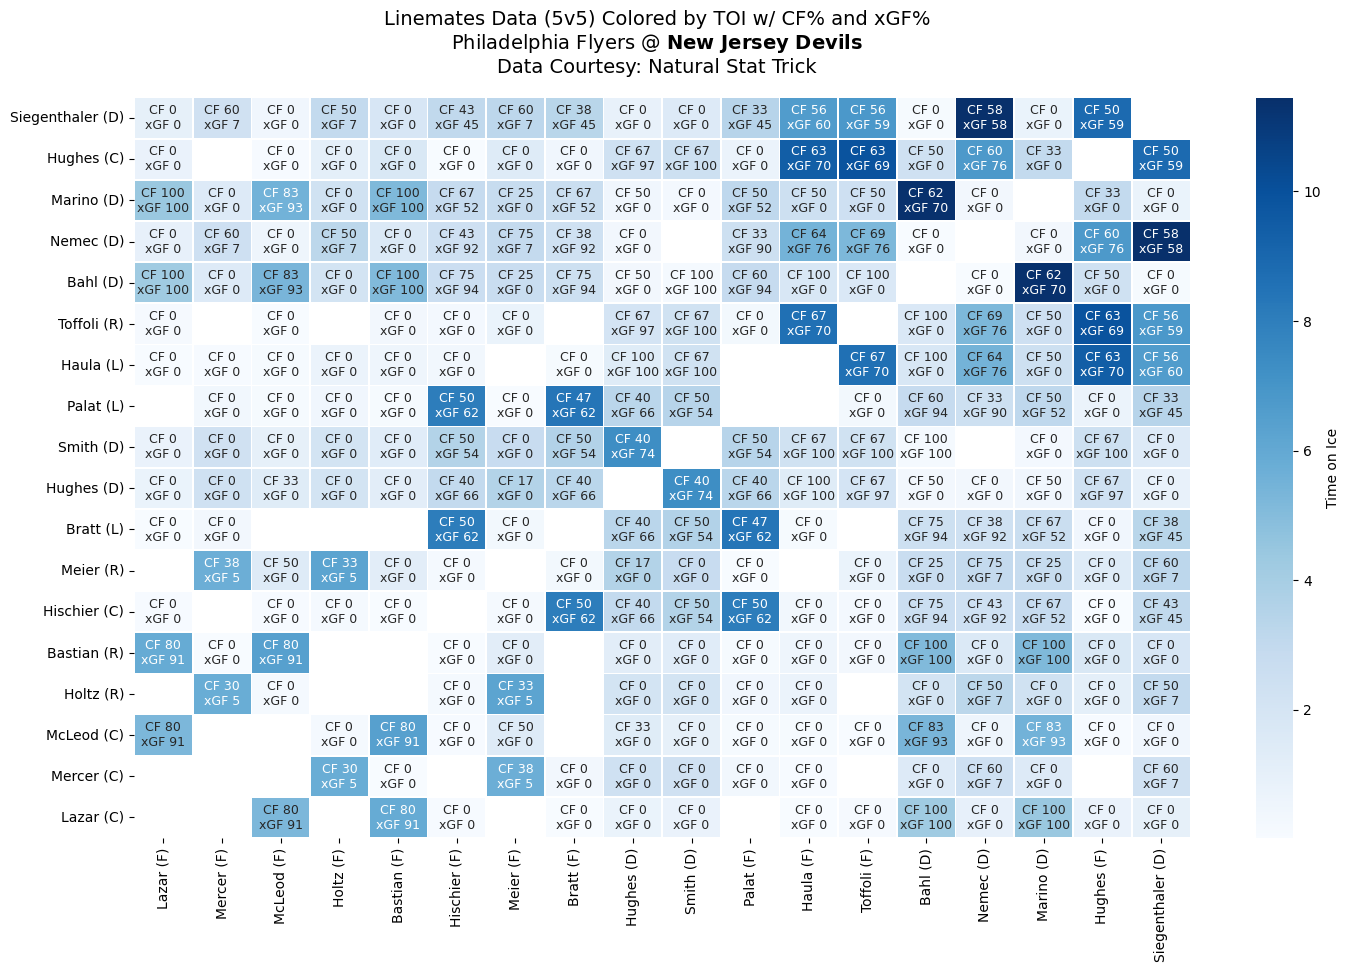 Linemates Data (5v5) Colored by TOI w/ CF% and xGF%
Philadelphia Flyers @ New Jersey Devils
Data Courtesy: Natural Stat Trick
Siegenthaler (D)
CF 0 CF 60 CF 0 CF 50 CF 0 CF 43 CF 60 CF 38 CF 0 CF 0 CF 33 CF 56 CF 56 CF 0 CF 58 CF 0 CF 50
xGF 0 xGF 7 xGF 0 xGF 7 xGF 0 xGF 45 xGF 7 xGF 45 xGF 0 xGF 0 xGF 45 xGF 60 xGF 59 xGF 0 xGF 58 xGF 0 xGF 59
Hughes (C)
CF 0 CF 0 CF 0 CF 0 CF 0 CF 0 CF 0 CF 67 CF 67 CF 0 CF 63 CF 63 CF 50 CF 60 CF 33 CF 50
xGF 0 xGF 0 xGF 0 xGF 0 xGF 0 xGF 0 xGF 0 xGF 97 xGF 100 xGF 0 xGF 70 xGF 69 xGF 0 xGF 76 xGF 0 xGF 59
Marino (D)
CF 100 CF 0 CF 83 CF 0 CF 100 CF 67 CF 25 CF 67 CF 50 CF 0 CF 50 CF 50 CF 50 CF 62 CF 0 CF 33 CF 0
xGF 100 xGF 0 xGF 93 xGF 0 xGF 100 xGF 52 xGF 0 xGF 52 xGF 0 xGF 0 xGF 52 xGF 0 xGF 0 xGF 70 xGF 0 xGF 0 xGF 0
Nemec (D)
CF 0 CF 60 CF 0 CF 50 CF 0 CF 43 CF 75 CF 38 CF 0 CF 33 CF 64 CF 69 CF 0 CF 0 CF 60 CF 58
xGF 0 xGF 7 xGF 0 xGF 7 xGF 0 xGF 92 xGF 7 xGF 92 xGF 0 xGF 90 xGF 76 xGF 76 xGF 0 xGF 0 xGF 76 xGF 58
Bahl (D)
CF 100 CF 0 CF 83 CF 0 CF 100 CF 75 CF 25 CF 75 CF 50 CF 100 CF 60 CF 100 CF 100 CF 0 CF 62 CF 50 CF 0
xGF 100 xGF 0 xGF 93 xGF 0 xGF 100 xGF 94 xGF 0 xGF 94 xGF 0 xGF 100 xGF 94 xGF 0 xGF 0 xGF 0 xGF 70 xGF 0 xGF 0
Toffoli (R)
CF 0 CF 0 CF 0 CF 0 CF 0 CF 67 CF 67 CF 0 CF 67 CF 100 CF 69 CF 50 CF 63 CF 56
xGF 0 xGF 0 xGF 0 xGF 0 xGF 0 xGF 97 xGF 100 xGF 0 xGF 70 xGF 0 xGF 76 xGF 0 xGF 69 xGF 59
Haula (L)
CF 0 CF 0 CF 0 CF 0 CF 0 CF 0 CF 0 CF 100 CF 67 CF 67 CF 100 CF 64 CF 50 CF 63 CF 56
xGF 0 xGF 0 xGF 0 xGF 0 xGF 0 xGF 0 xGF 0 xGF 100 xGF 100 xGF 70 xGF 0 xGF 76 xGF 0 xGF 70 xGF 60
Palat (L)
CF 0 CF 0 CF 0 CF 0 CF 50 CF 0 CF 47 CF 40 CF 50 CF 0 CF 60 CF 33 CF 50 CF 0 CF 33
xGF 0 xGF 0 xGF 0 xGF 0 xGF 62 xGF 0 xGF 62 xGF 66 xGF 54 xGF 0 xGF 94 xGF 90 xGF 52 xGF 0 xGF 45
Smith (D)
CF 0 CF 0 CF 0 CF 0 CF 0 CF 50 CF 0 CF 50 CF 40 CF 50 CF 67 CF 67 CF 100 CF 0 CF 67 CF 0
xGF 0 xGF 0 xGF 0 xGF 0 xGF 0 xGF 54 xGF 0 xGF 54 xGF 74 xGF 54 xGF 100 xGF 100 xGF 100 xGF 0 xGF 100 xGF 0
Hughes (D)
CF 0 CF 0 CF 33 CF 0 CF 0 CF 40 CF 17 CF 40 CF 40 CF 40 CF 100 CF 67 CF 50 CF 0 CF 50 CF 67 CF 0
xGF 0 xGF 0 xGF 0 xGF 0 xGF 0 xGF 66 xGF 0 xGF 66 xGF 74 xGF 66 xGF 100 xGF 97 xGF 0 xGF 0 xGF 0 xGF 97 xGF 0
Bratt (L)
CF 0 CF 0 CF 50 CF 0 CF 40 CF 50 CF 47 CF 0 CF 75 CF 38 CF 67 CF 0 CF 38
xGF 0 xGF 0 xGF 62 xGF 0 xGF 66 xGF 54 xGF 62 xGF 0 xGF 94 xGF 92 xGF 52 xGF 0 xGF 45
Meier (R)
CF 38 CF 50 CF 33 CF 0 CF 0 CF 0 CF 17 CF 0 CF 0 CF 0 CF 25 CF 75 CF 25 CF 0 CF 60
xGF 5 xGF 0 xGF 5 xGF 0 xGF 0 xGF 0 xGF 0 xGF 0 xGF 0 xGF 0 xGF 0 xGF 7 xGF 0 xGF 0 xGF 7
Hischier (C)
CF 0 CF 0 CF 0 CF 0 CF 0 CF 50 CF 40 CF 50 CF 50 CF 0 CF 0 CF 75 CF 43 CF 67 CF 0 CF 43
xGF 0 xGF 0 xGF 0 xGF 0 xGF 0 xGF 62 xGF 66 xGF 54 xGF 62 xGF 0 xGF 0 xGF 94 xGF 92 xGF 52 xGF 0 xGF 45
Bastian (R)
CF 80 CF 0 CF 80 CF 0 CF 0 CF 0 CF 0 CF 0 CF 0 CF 0 CF 100 CF 0 CF 100 CF 0 CF 0
xGF 91 xGF 0 xGF 91 xGF 0 xGF 0 xGF 0 xGF 0 xGF 0 xGF 0 xGF 0 xGF 100 xGF 0 xGF 100 xGF 0 xGF 0
Holtz (R)
CF 30 CF 0 CF 0 CF 33 CF 0 CF 0 CF 0 CF 0 CF 0 CF 50 CF 0 CF 0 CF 50
xGF 5 xGF 0 xGF 0 xGF 5 xGF 0 xGF 0 xGF 0 xGF 0 xGF 0 xGF 7 xGF 0 xGF 0 xGF 7
McLeod (C)
CF 80 CF 0 CF 80 CF 0 CF 50 CF 33 CF 0 CF 0 CF 0 CF 0 CF 83 CF 0 CF 83 CF 0 CF 0
xGF 91 xGF 0 xGF 91 xGF 0 xGF 0 xGF 0 xGF 0 xGF 0 xGF 0 xGF 0 xGF 93 xGF 0 xGF 93 xGF 0 xGF 0
Mercer (C)
CF 30 CF 0 CF 38 CF 0 CF 0 CF 0 CF 0 CF 0 CF 0 CF 60 CF 0 CF 60
xGF 5 xGF 0 xGF 5 xGF 0 xGF 0 xGF 0 xGF 0 xGF 0 xGF 0 xGF 7 xGF 0 xGF 7
Lazar (C)
CF 80 CF 80 CF 0 CF 0 CF 0 CF 0 CF 0 CF 0 CF 100 CF 0 CF 100 CF 0 CF 0
xGF 91 xGF 91 xGF 0 xGF 0 xGF 0 xGF 0 xGF 0 xGF 0 xGF 100 xGF 0 xGF 100 xGF 0 xGF 0
Lazar (F)
Mercer (F)
McLeod (F)
Holtz (F)
Bastian (F)
Hischier (F)
Meier (F)
Bratt (F)
Hughes (D)
Smith (D)
Palat (F)
Haula (F)
Toffoli (F)
Bahl (D)
Nemec (D)
Marino (D)
Hughes (F)
Siegenthaler (D)
10
8
6
4
2
Time on Ice